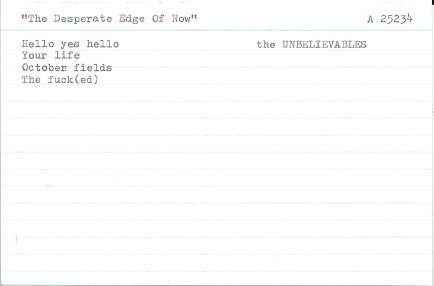 "The Desperate Edge Of Now" A 25234
Hello yes hello the UNBELIEVABLES
Your life
October fields
The fuck(ed)